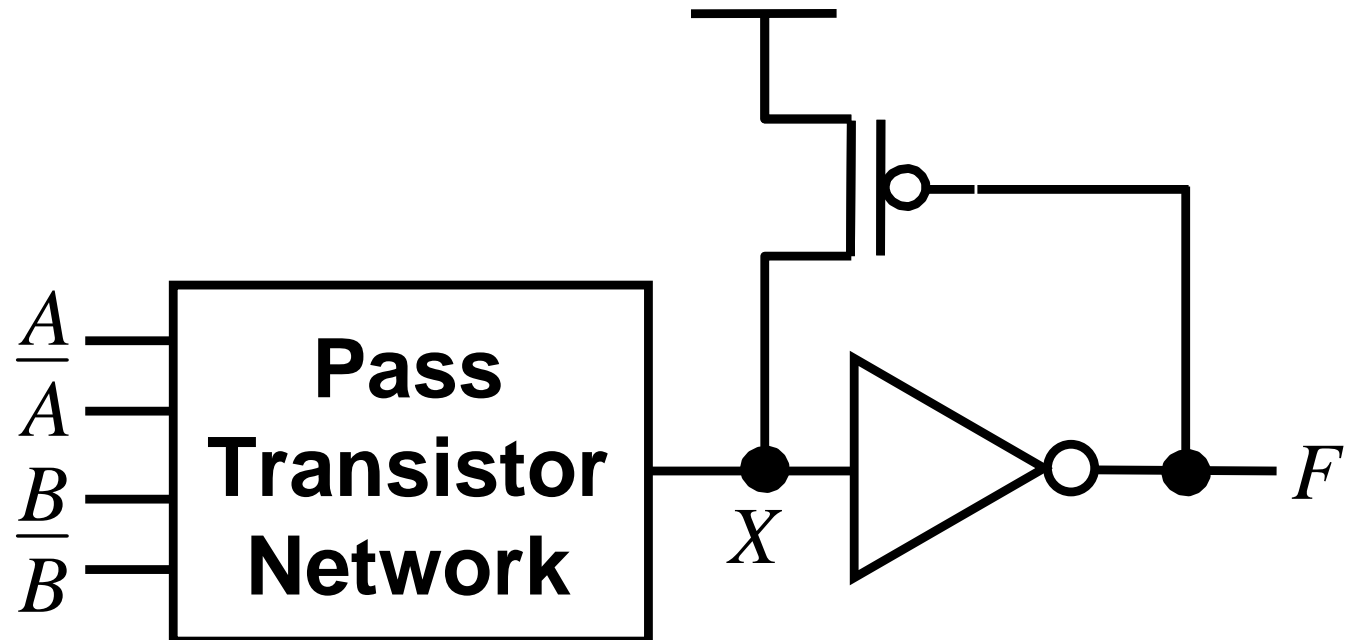 A
A̅
B
B̅
Pass
Transistor
Network
X
F